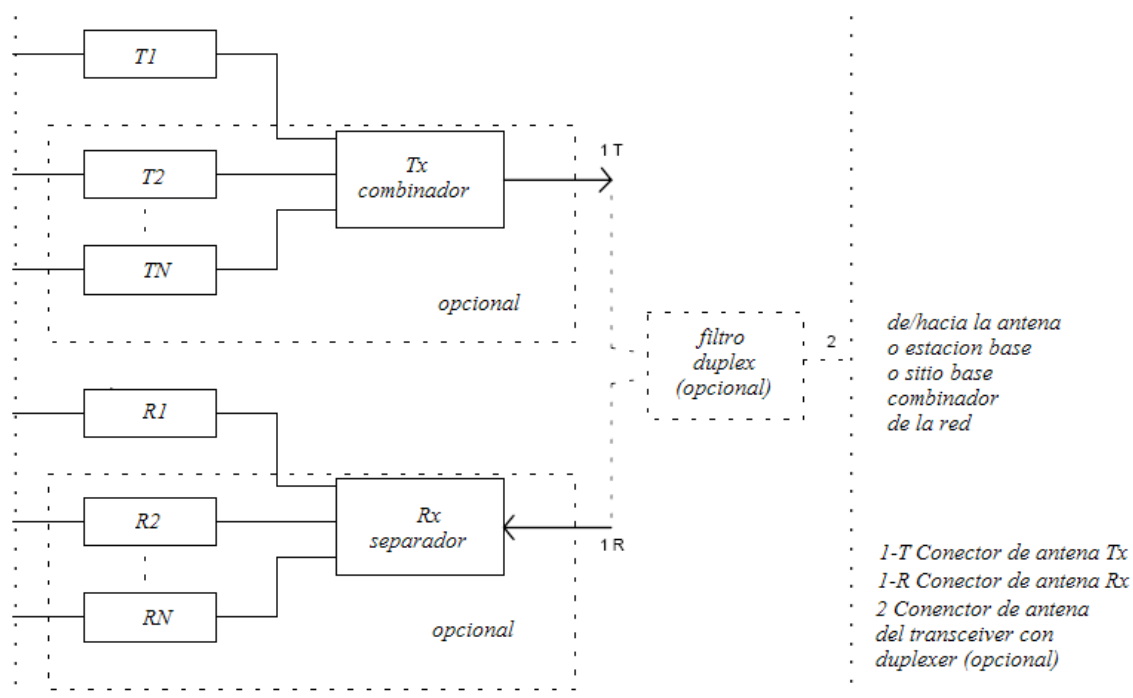 T1
T2
TN
Tx
combinador
opcional
1 T
filtro
duplex
(opcional)
2
de/hacia la antena
o estacion base
o sitio base
combinador
de la red
R1
R2
RN
Rx
separador
opcional
1 R
1-T Conector de antena Tx
1-R Conector de antena Rx
2 Conenctor de antena
del transceiver con
duplexer (opcional)